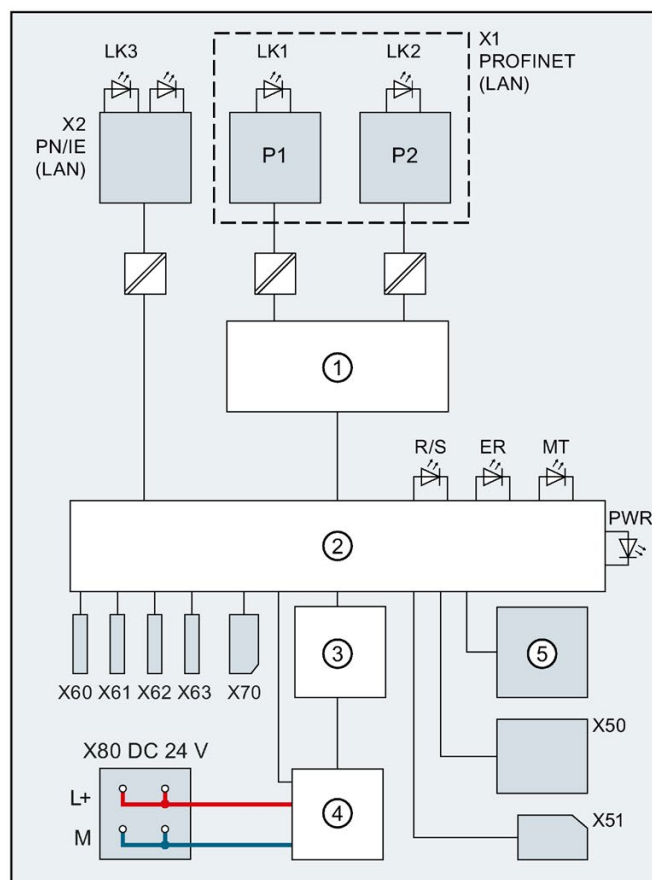 LK3
LK1
LK2
X1
PROFINET
(LAN)
X2
PN/IE
(LAN)
P1
P2
1
R/S
ER
MT
PWR
2
3
5
X60
X61
X62
X63
X70
X50
X80 DC 24 V
L+
M
4
X51